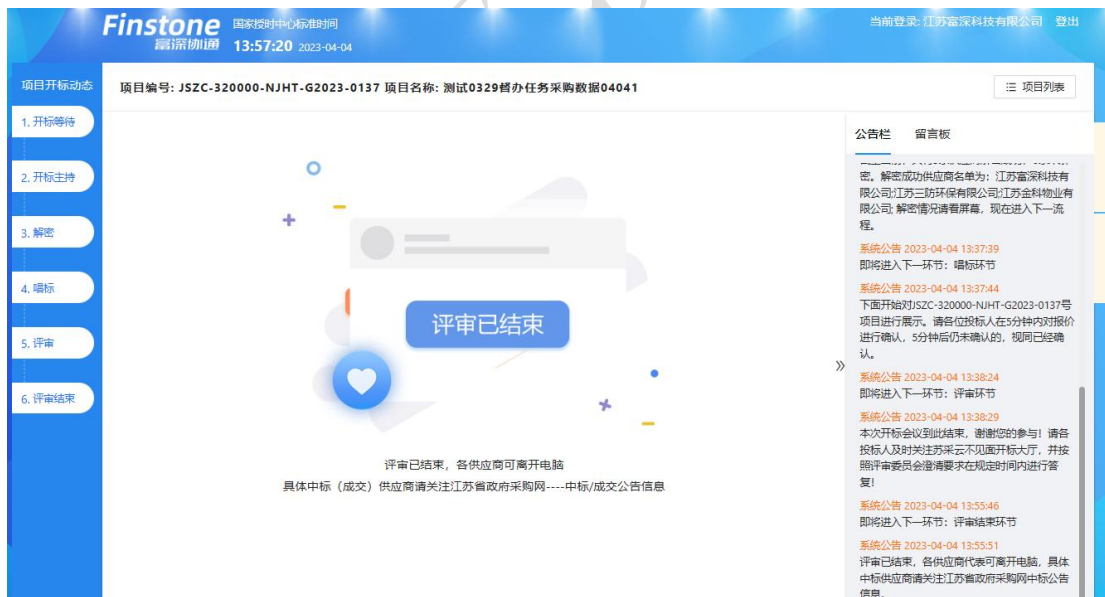 Finstone
富深协通
国家授时中心标准时间
13:57:20 2023-04-04
当前登录: 江苏富深科技有限公司 登出
项目开标动态
项目编号: JSZC-320000-NJHT-G2023-0137 项目名称: 测试0329督办任务采购数据04041
项目列表
1. 开标等待
2. 开标主持
3. 解密
4. 唱标
5. 评审
6. 评审结束
评审已结束
评审已结束，各供应商可离开电脑
具体中标（成交）供应商请关注江苏省政府采购网----中标/成交公告信息
公告栏 留言板
密。解密成功供应商名单为：江苏富深科技有
限公司;江苏三防环保有限公司;江苏金科物业有
限公司; 解密情况请看屏幕，现在进入下一流
程。
系统公告 2023-04-04 13:37:39
即将进入下一环节：唱标环节
系统公告 2023-04-04 13:37:44
下面开始对JSZC-320000-NJHT-G2023-0137号
项目进行展示。请各位投标人在5分钟内对报价
进行确认，5分钟后仍未确认的，视同已经确
认。
系统公告 2023-04-04 13:38:24
即将进入下一环节：评审环节
系统公告 2023-04-04 13:38:29
本次开标会议到此结束，谢谢您的参与！请各
投标人及时关注苏采云不见面开标大厅，并按
照评审委员会澄清要求在规定时间内进行答
复！
系统公告 2023-04-04 13:55:46
即将进入下一环节：评审结束环节
系统公告 2023-04-04 13:55:51
评审已结束，各供应商代表可离开电脑，具体
中标供应商请关注江苏省政府采购网中标公告
信息。